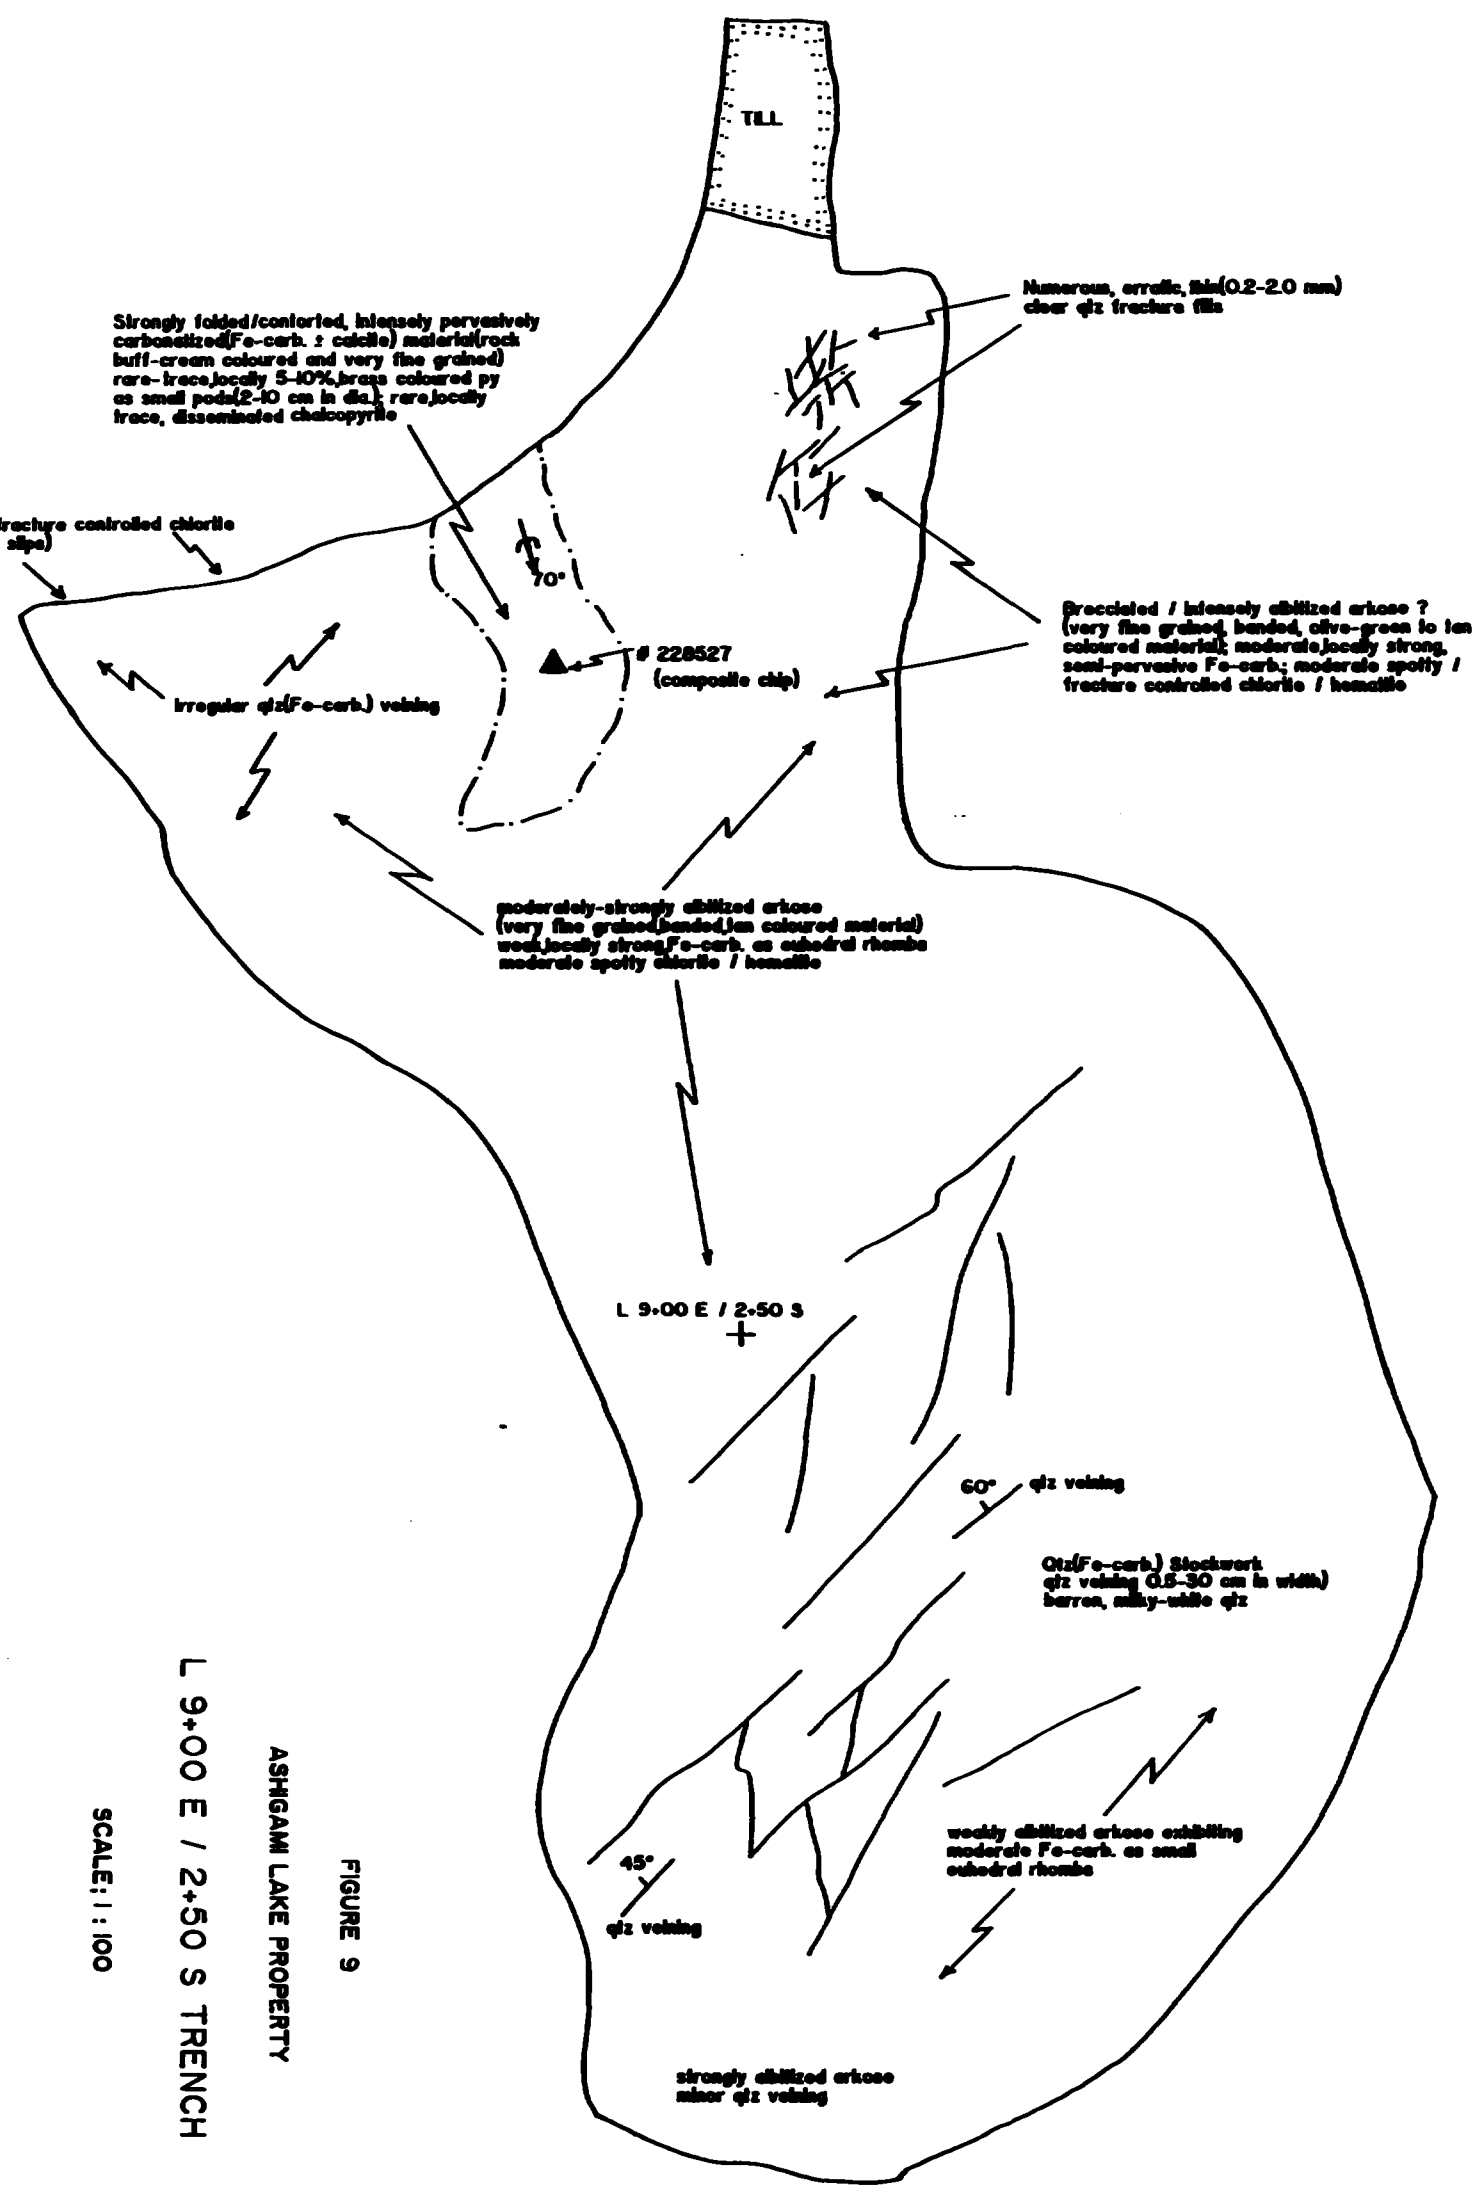 TILL
Numerous, erratic, thin(0.2-2.0 mm)
clear qtz fracture fills
Strongly folded/contorted, intensely pervasively
carbonatized(Fe-carb. ± calcite) material(rock
buff-cream coloured and very fine grained)
rare-trace,locally 5-10%,brass coloured py
as small pods(2-10 cm in dia.); rare,locally
trace, disseminated chalcopyrite
fracture controlled chlorite
slips)
70°
Brecciated / intensely albitized arkose ?
(very fine grained, banded, olive-green to tan
coloured material); moderate,locally strong,
semi-pervasive Fe-carb.; moderate spotty /
fracture controlled chlorite / hematite
# 228527
(composite chip)
irregular qtz(Fe-carb.) veining
moderately-strongly albitized arkose
(very fine grained,banded,tan coloured material)
weak,locally strong,Fe-carb. as euhedral rhombs
moderate spotty chlorite / hematite
L 9+00 E / 2+50 S
60°
qtz veining
Qtz(Fe-carb.) Stockwork
qtz veining 0.5-30 cm in width)
barren, milky-white qtz
weakly albitized arkose exhibiting
moderate Fe-carb. as small
euhedral rhombs
45°
qtz veining
strongly albitized arkose
minor qtz veining
FIGURE 9
ASHIGAMI LAKE PROPERTY
L 9+00 E / 2+50 S TRENCH
SCALE; 1 : 100